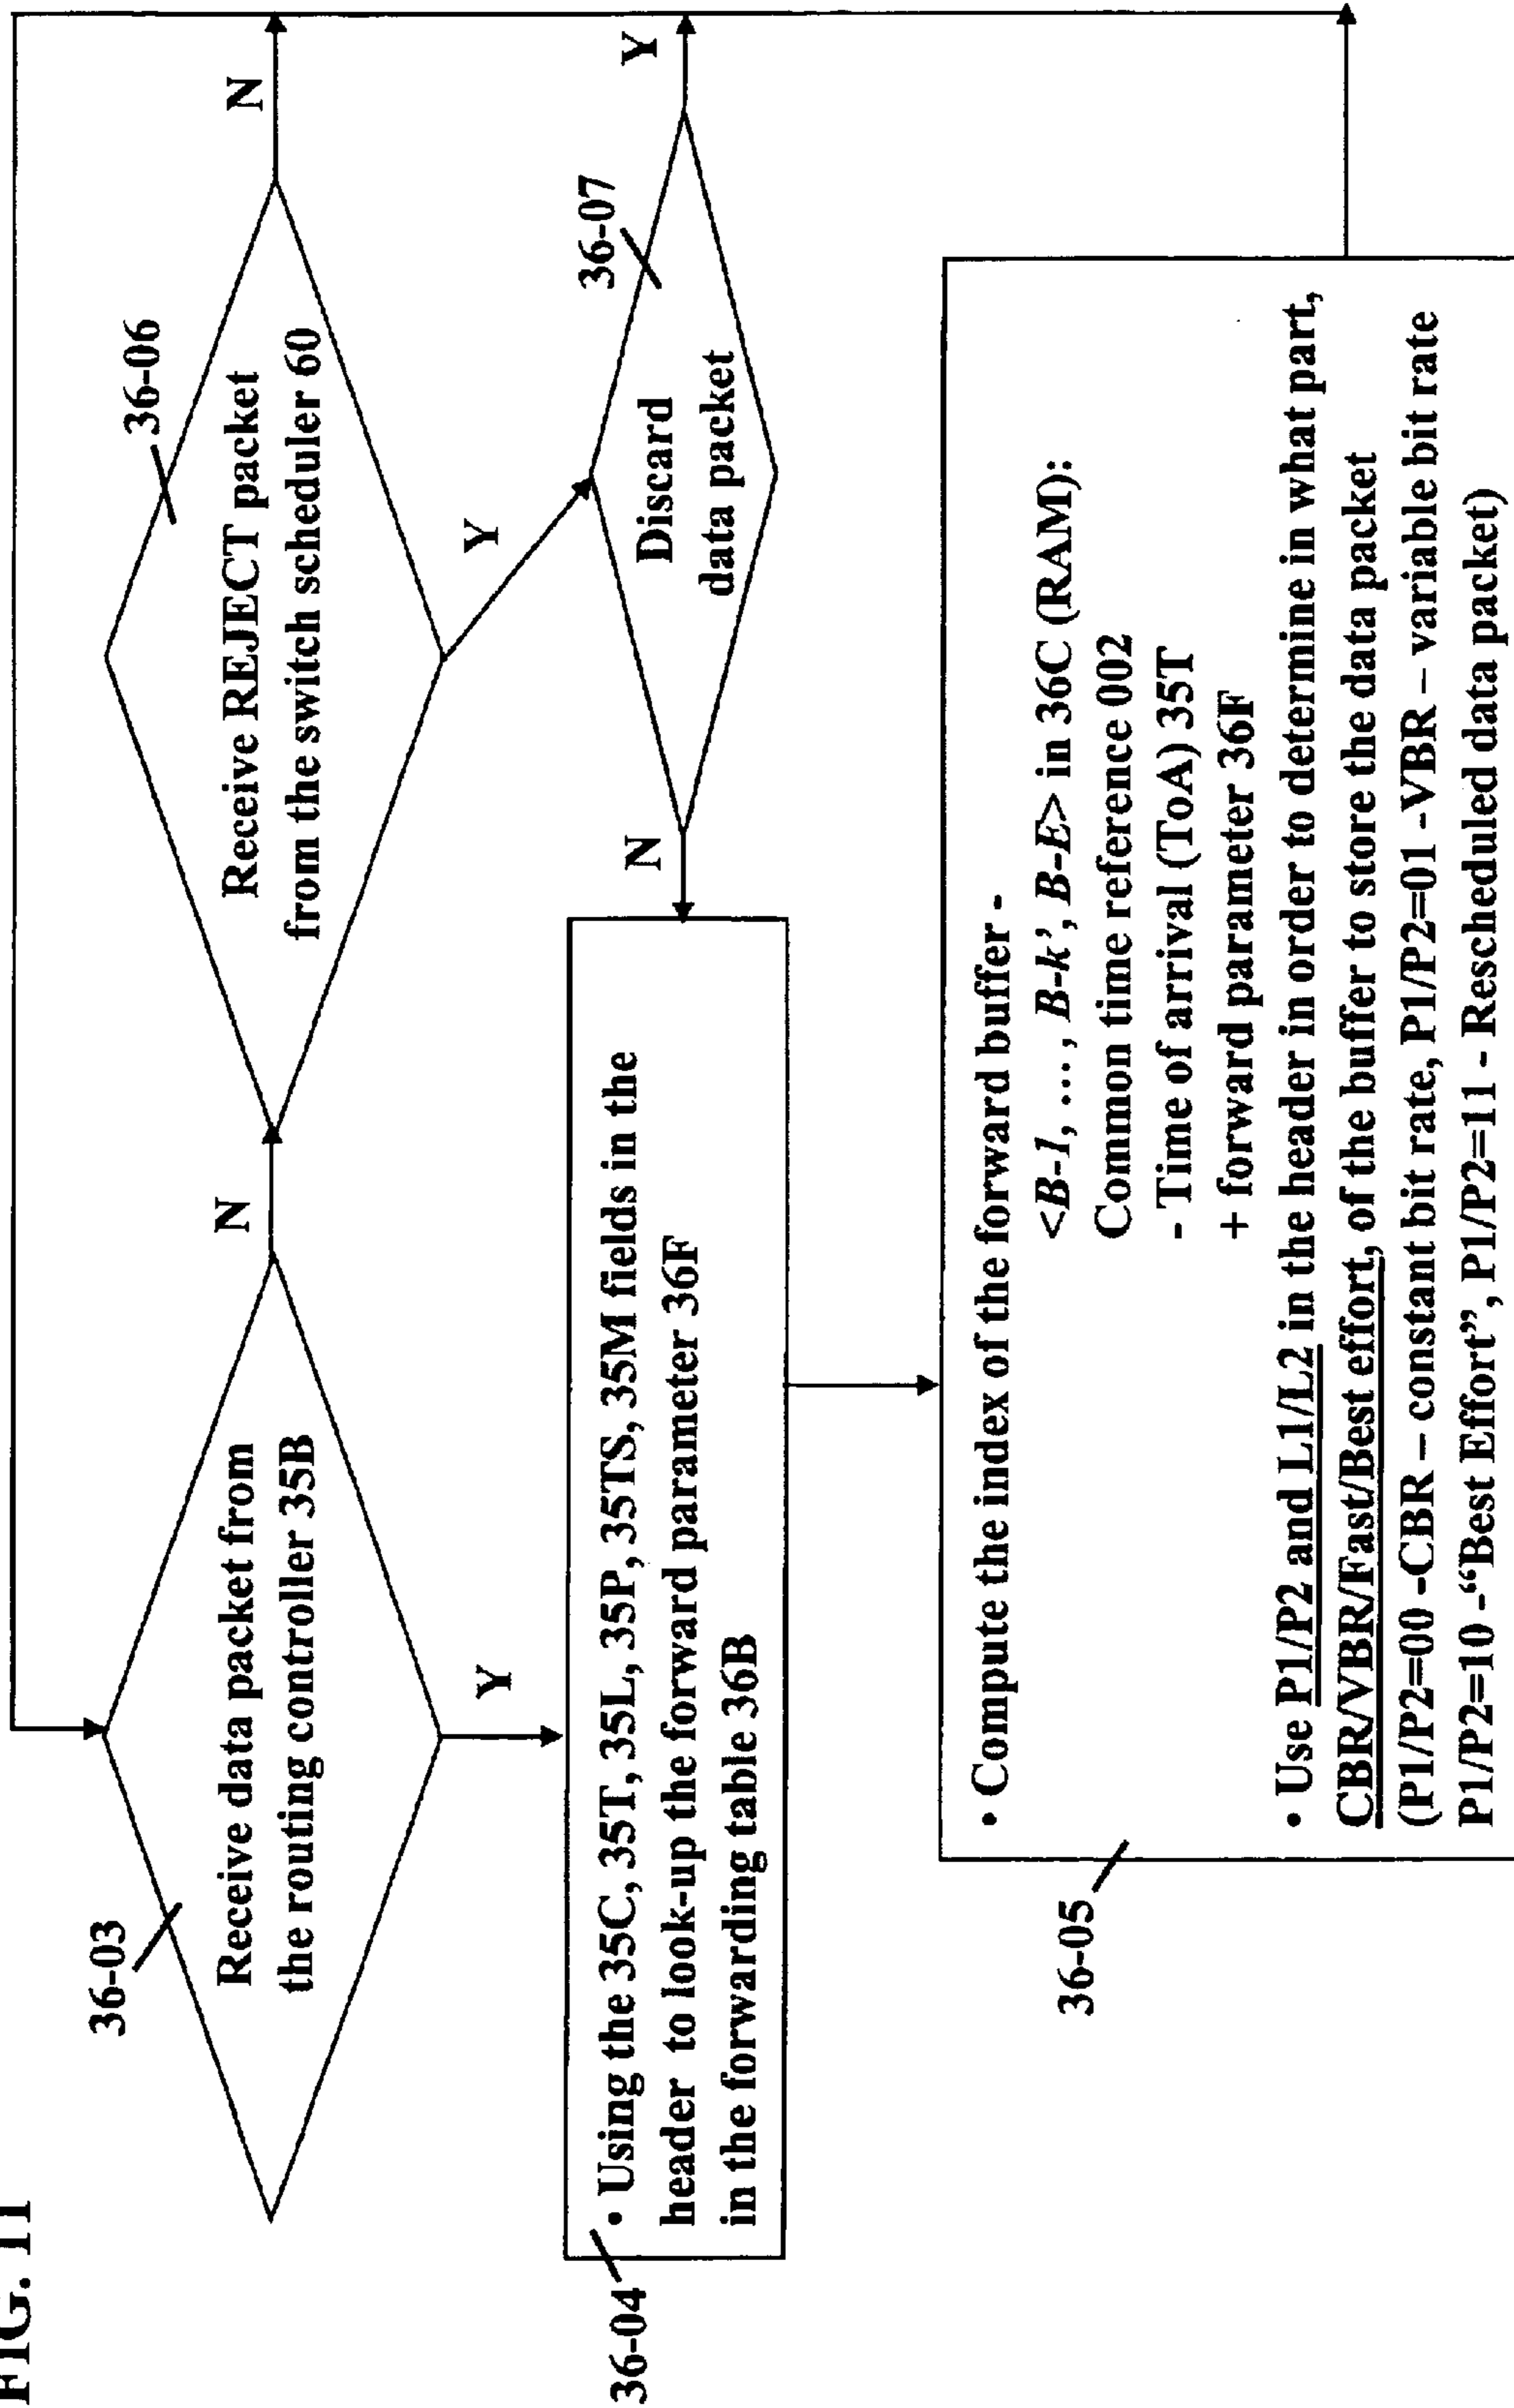 FIG. 11
36-03
Receive data packet from
the routing controller 35B
N
Y
36-06
Receive REJECT packet
from the switch scheduler 60
N
Y
36-07
Discard
data packet
N
Y
36-04
• Using the 35C, 35T, 35L, 35P, 35TS, 35M fields in the
header to look-up the forward parameter 36F
in the forwarding table 36B
36-05
• Compute the index of the forward buffer -
<B-1, ..., B-k', B-E> in 36C (RAM):
Common time reference 002
- Time of arrival (ToA) 35T
+ forward parameter 36F
• Use P1/P2 and L1/L2 in the header in order to determine in what part,
CBR/VBR/Fast/Best effort, of the buffer to store the data packet
(P1/P2=00 -CBR – constant bit rate, P1/P2=01 -VBR – variable bit rate
P1/P2=10 -“Best Effort”, P1/P2=11 - Rescheduled data packet)